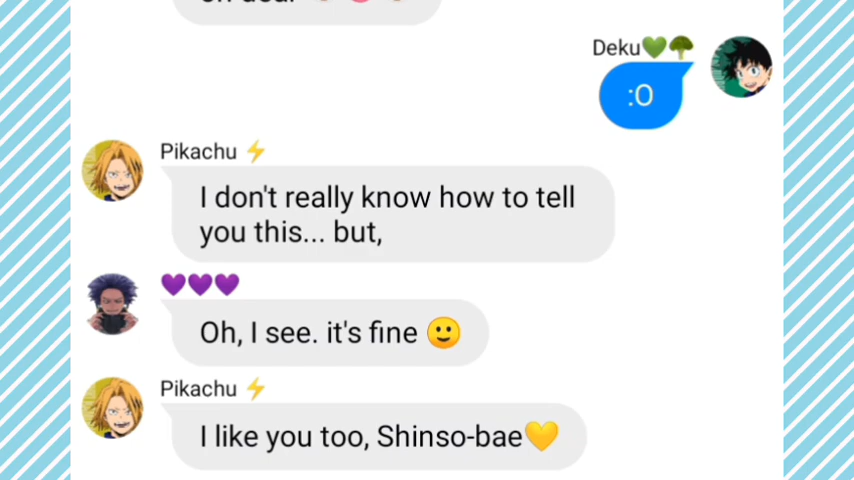 Deku💚🥦
:O
Pikachu ⚡
I don't really know how to tell
you this... but,
💜💜💜
Oh, I see. it's fine 🙂
Pikachu ⚡
I like you too, Shinso-bae💛